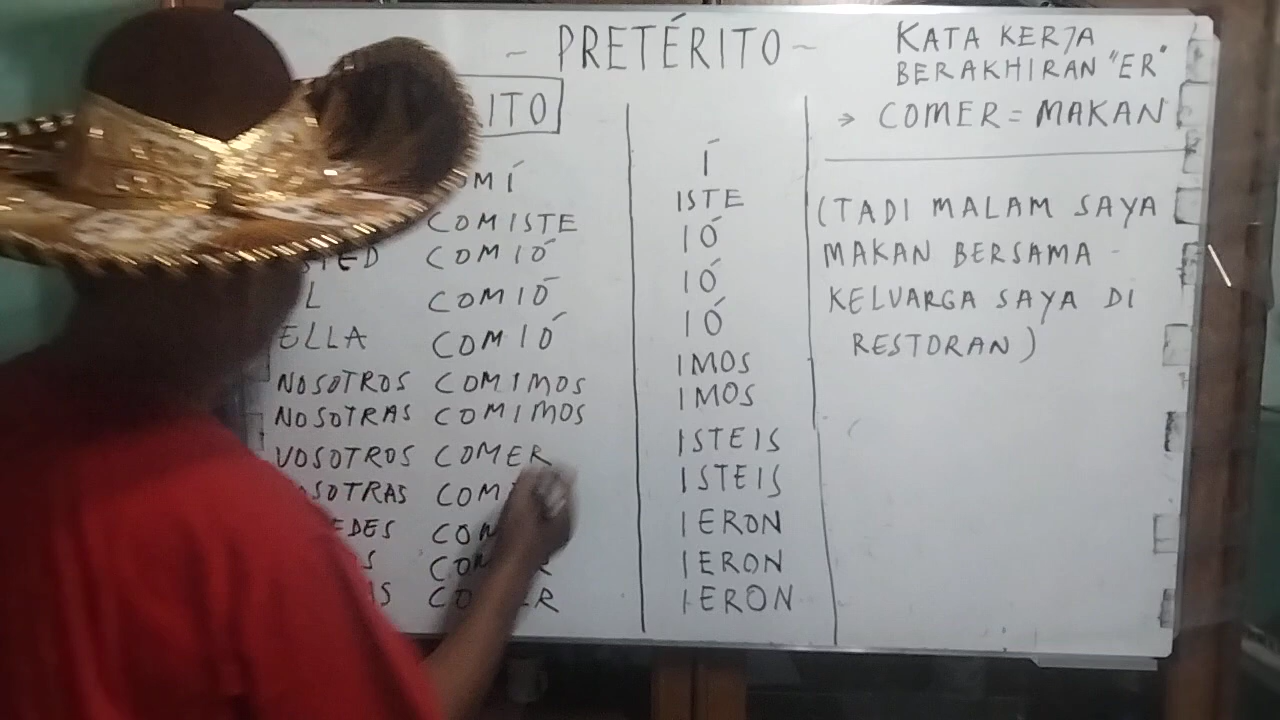 ~ PRETÉRITO ~
KATA KERJA
BERAKHIRAN "ER"
→ COMER = MAKAN
Í
COMISTE ISTE
COMIÓ IÓ
COMIÓ IÓ
ELLA COMIÓ IÓ
NOSOTROS COMIMOS IMOS
NOSOTRAS COMIMOS IMOS
VOSOTROS COMER ISTEIS
ISTEIS
IERON
IERON
IERON
(TADI MALAM SAYA
MAKAN BERSAMA -
KELUARGA SAYA DI
RESTORAN)